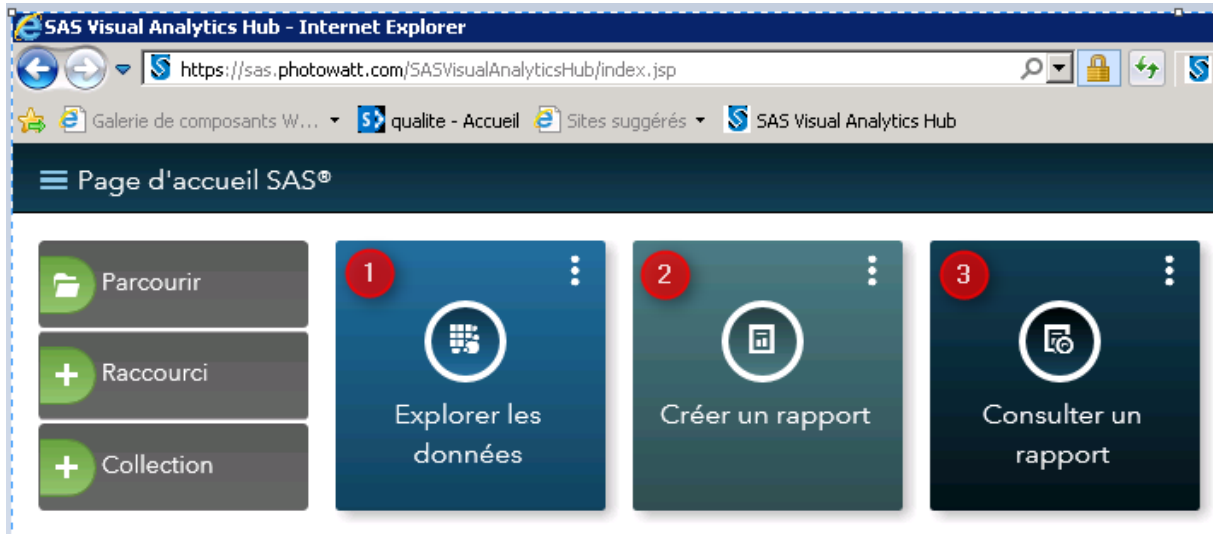 SAS Visual Analytics Hub - Internet Explorer
https://sas.photowatt.com/SASVisualAnalyticsHub/index.jsp
Galerie de composants W... qualite - Accueil Sites suggérés SAS Visual Analytics Hub
Page d'accueil SAS®
Parcourir
Raccourci
Collection
1
Explorer les
données
2
Créer un rapport
3
Consulter un
rapport